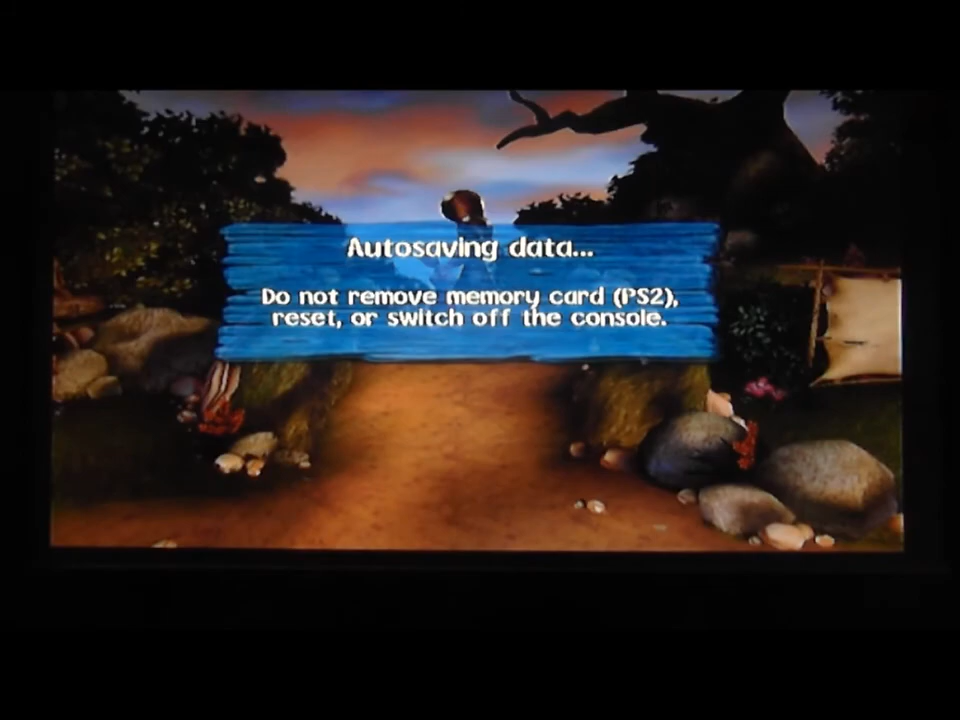 Autosaving data...
Do not remove memory card (PS2),
reset, or switch off the console.